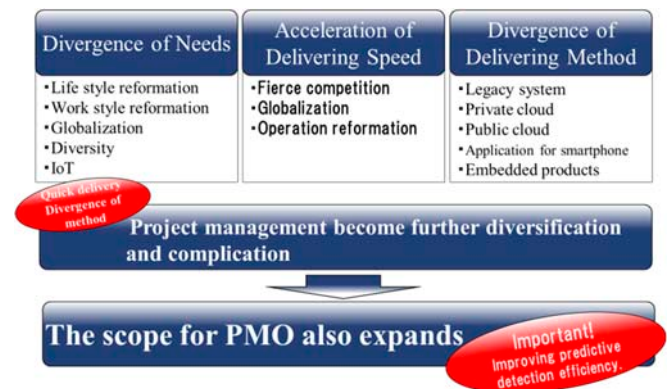 Divergence of Needs
・Life style reformation
・Work style reformation
・Globalization
・Diversity
・IoT
Acceleration of
Delivering Speed
・Fierce competition
・Globalization
・Operation reformation
Divergence of
Delivering Method
・Legacy system
・Private cloud
・Public cloud
・Application for smartphone
・Embedded products
Quick delivery
Divergence of
method
Project management become further diversification
and complication
The scope for PMO also expands
Important!
Improving predictive
detection efficiency.